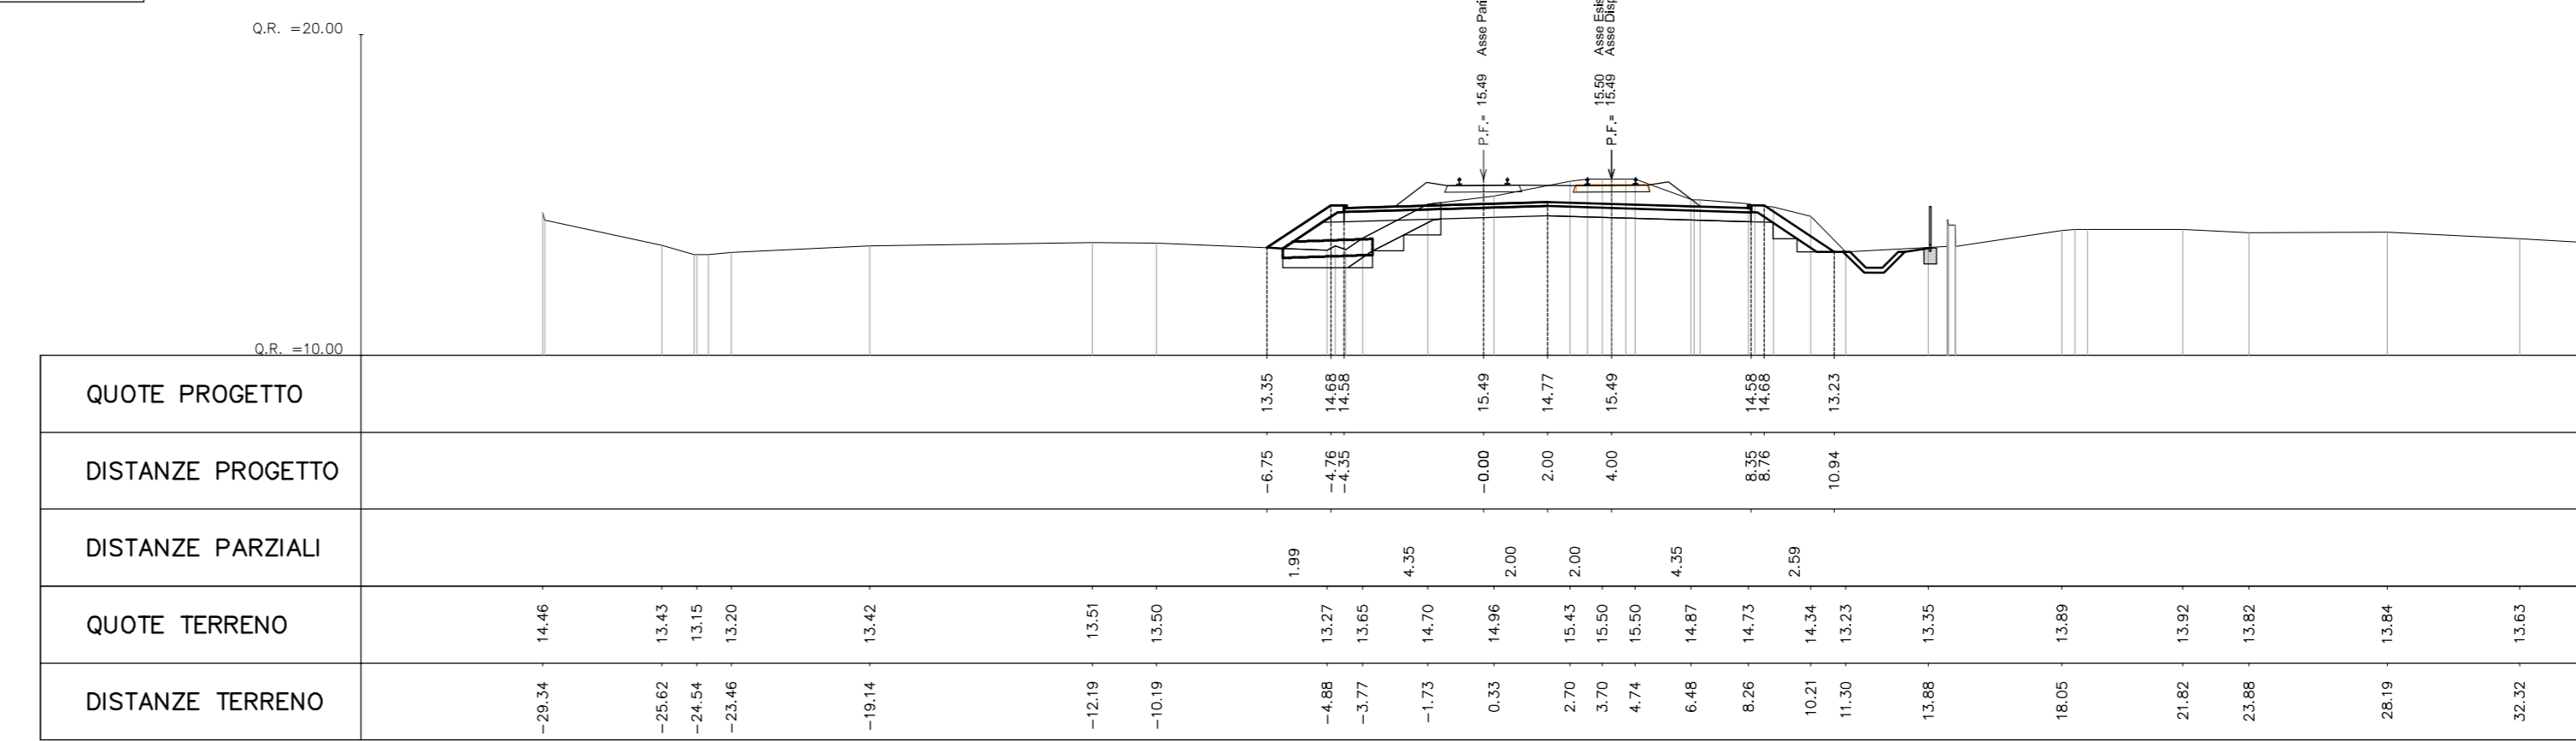 Q.R. =20.00
P.F.= 15.49 Asse Pari
15.50 Asse Esis
P.F.= 15.49 Asse Disp
Q.R. =10.00
QUOTE PROGETTO 13.35 14.68 14.58 15.49 14.77 15.49 14.58 14.68 13.23
DISTANZE PROGETTO -6.75 -4.76 -4.35 -0.00 2.00 4.00 8.35 8.76 10.94
DISTANZE PARZIALI 1.99 4.35 2.00 2.00 4.35 2.59
QUOTE TERRENO 14.46 13.43 13.15 13.20 13.42 13.51 13.50 13.27 13.65 14.70 14.96 15.43 15.50 15.50 14.87 14.73 14.34 13.23 13.35 13.89 13.92 13.82 13.84 13.63
DISTANZE TERRENO -29.34 -25.62 -24.54 -23.46 -19.14 -12.19 -10.19 -4.88 -3.77 -1.73 0.33 2.70 3.70 4.74 6.48 8.26 10.21 11.30 13.88 18.05 21.82 23.88 28.19 32.32